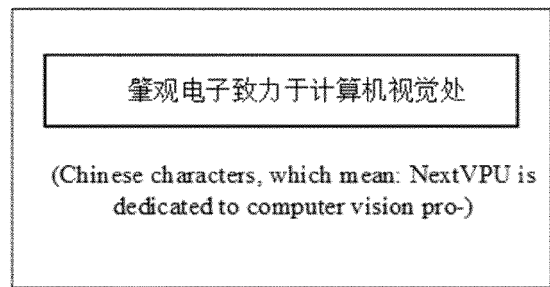 肇观电子致力于计算机视觉处
(Chinese characters, which mean: NextVPU is
dedicated to computer vision pro-)